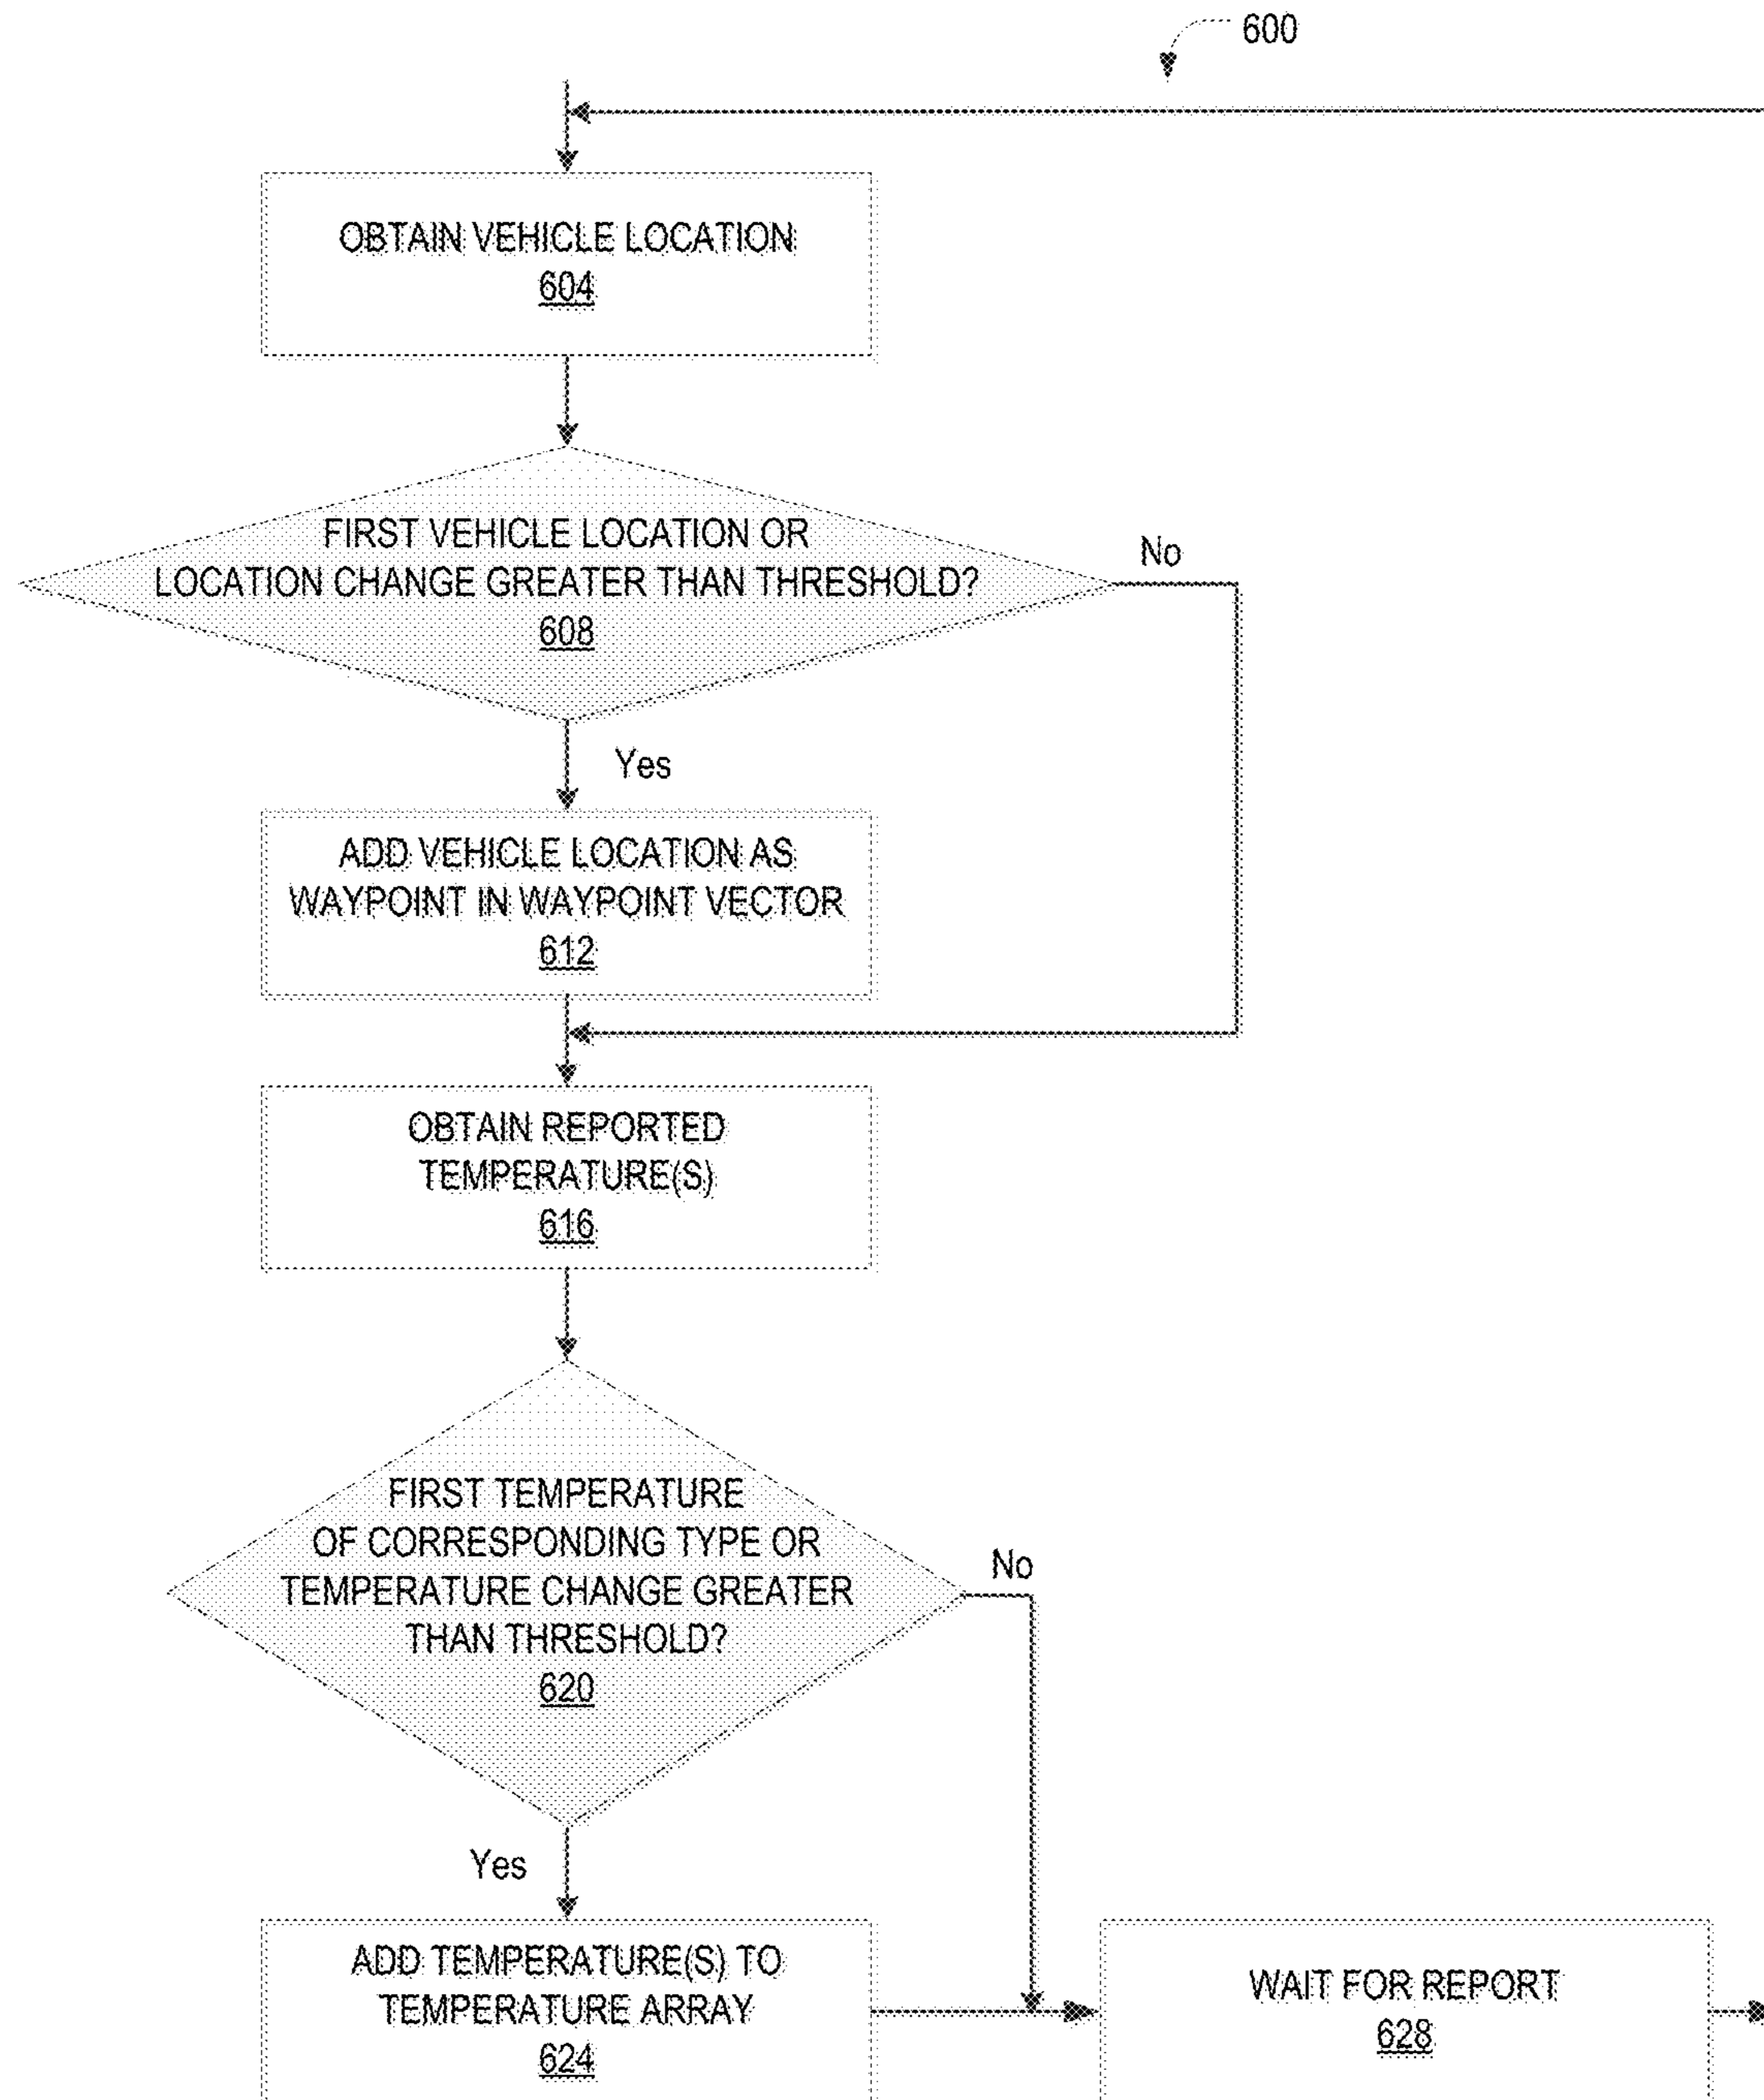 600
OBTAIN VEHICLE LOCATION
604
FIRST VEHICLE LOCATION OR
LOCATION CHANGE GREATER THAN THRESHOLD?
608
No
Yes
ADD VEHICLE LOCATION AS
WAYPOINT IN WAYPOINT VECTOR
612
OBTAIN REPORTED
TEMPERATURE(S)
616
FIRST TEMPERATURE
OF CORRESPONDING TYPE OR
TEMPERATURE CHANGE GREATER
THAN THRESHOLD?
620
No
Yes
ADD TEMPERATURE(S) TO
TEMPERATURE ARRAY
624
WAIT FOR REPORT
628